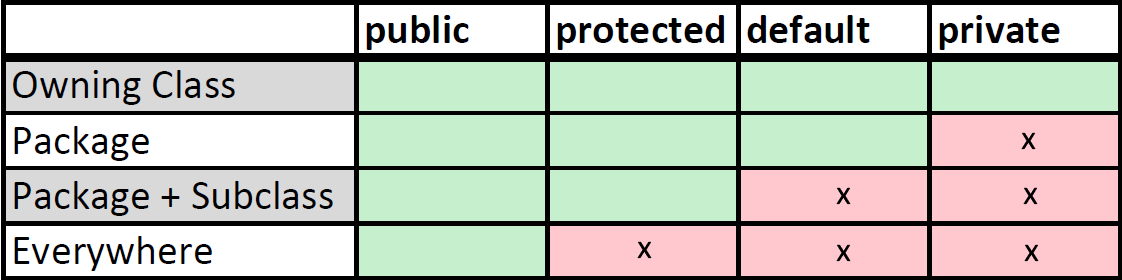 public protected default private
Owning Class
Package x
Package + Subclass x x
Everywhere x x x